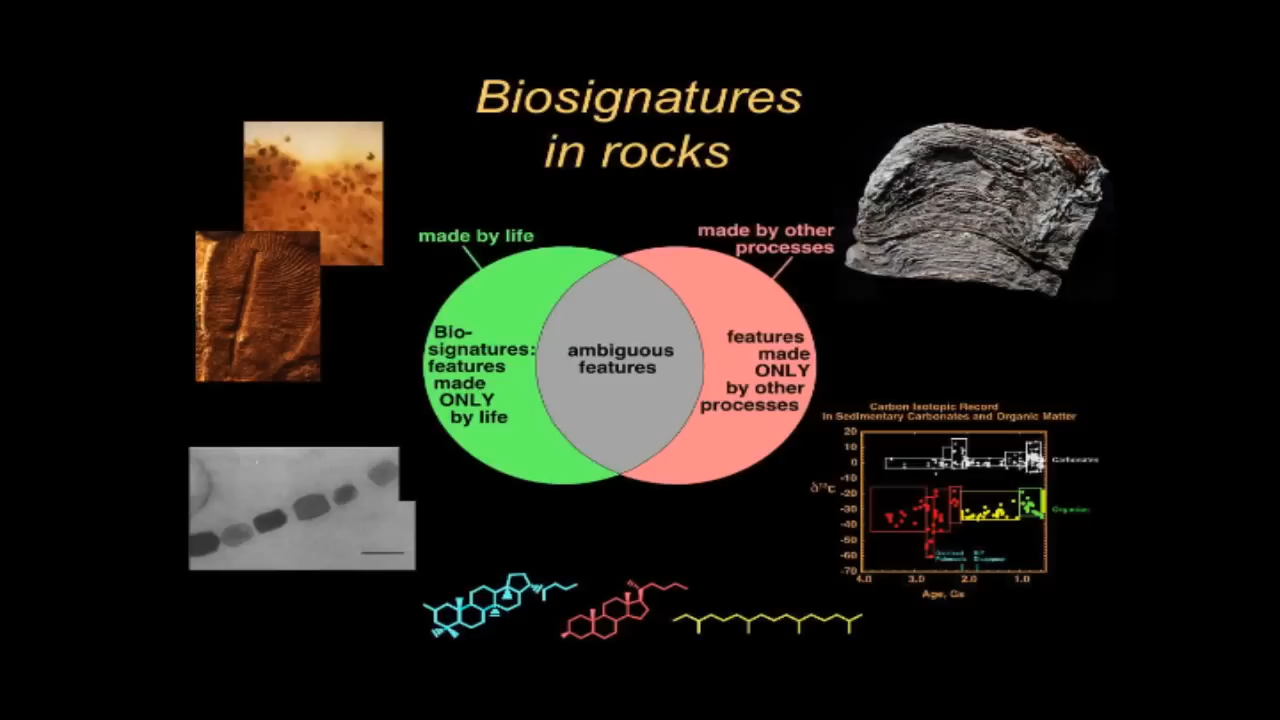 Biosignatures
in rocks
made by life
made by other
processes
Bio-
signatures:
features
made
ONLY
by life
ambiguous
features
features
made
ONLY
by other
processes
Carbon Isotopic Record
In Sedimentary Carbonates and Organic Matter
20
10
0
-10
-20
-30
-40
-50
-60
-70
δ¹³C
Carbonates
Organics
4.0 3.0 2.0 1.0
Age, Ga